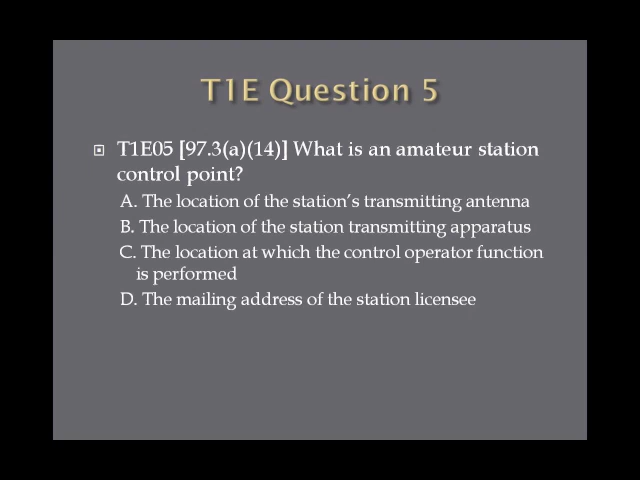 T1E Question 5
T1E05 [97.3(a)(14)] What is an amateur station
control point?
A. The location of the station’s transmitting antenna
B. The location of the station transmitting apparatus
C. The location at which the control operator function
is performed
D. The mailing address of the station licensee